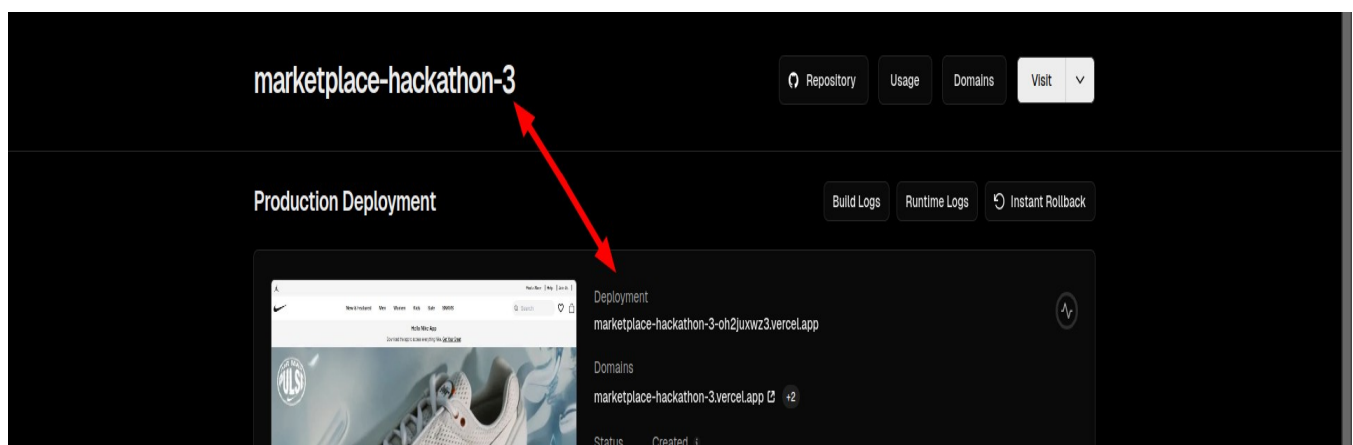 marketplace-hackathon-3
Repository
Usage
Domains
Visit
Production Deployment
Build Logs
Runtime Logs
Instant Rollback
New & Featured Men Women Kids Sale SNKRS
Search
Hello Nike App
Deployment
marketplace-hackathon-3-oh2juxwz3.vercel.app
Domains
marketplace-hackathon-3.vercel.app +2
Status Created